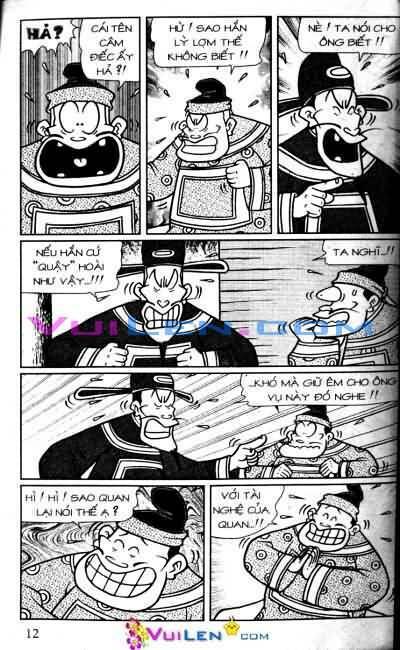 HẢ?
CÁI TÊN
CÂM
ĐẾC ẤY
HẢ ?!
HỪ ! SAO HẮN
LỲ LỢM THẾ
KHÔNG BIẾT !!
NÈ ! TA NÓI CHO
ÔNG BIẾT !!
NẾU HẮN CỨ
"QUẬY" HOÀI
NHƯ VẬY..!!!
TA NGHĨ...!!
...KHÓ MÀ GIỮ ÊM CHO ÔNG
VỤ NÀY ĐÓ NGHE !!
HÌ ! HÌ ! SAO QUAN
LẠI NÓI THẾ Ạ ?
VỚI TÀI
NGHỆ CỦA
QUAN..!!
VuiLen.com
12
VuiLen.com